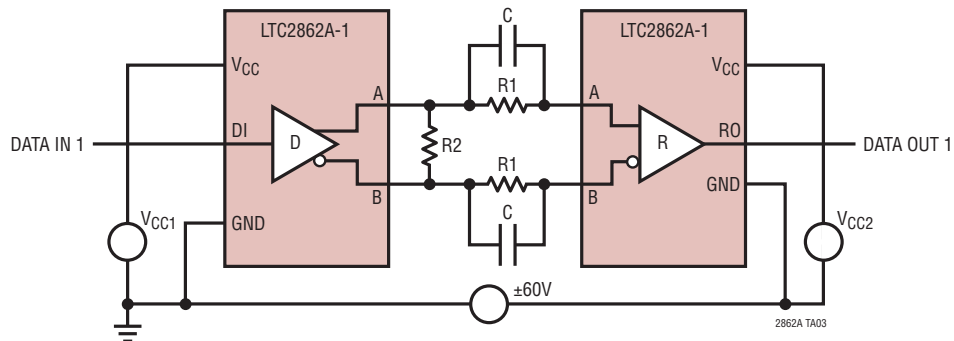 LTC2862A-1
C
LTC2862A-1
VCC
R1
VCC
A
A
DATA IN 1
DI
D
R2
R
RO
DATA OUT 1
R1
B
B
GND
VCC1
GND
C
VCC2
±60V
2862A TA03